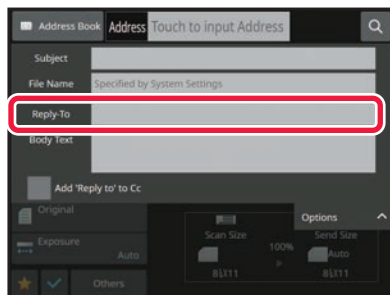 Address Book Address Touch to input Address
Subject
File Name Specified by System Settings
Reply-To
Body Text
Add 'Reply to' to Cc
Original
Options
Scan Size Send Size
Exposure 100% Auto
Auto
8½x11 8½x11
Others